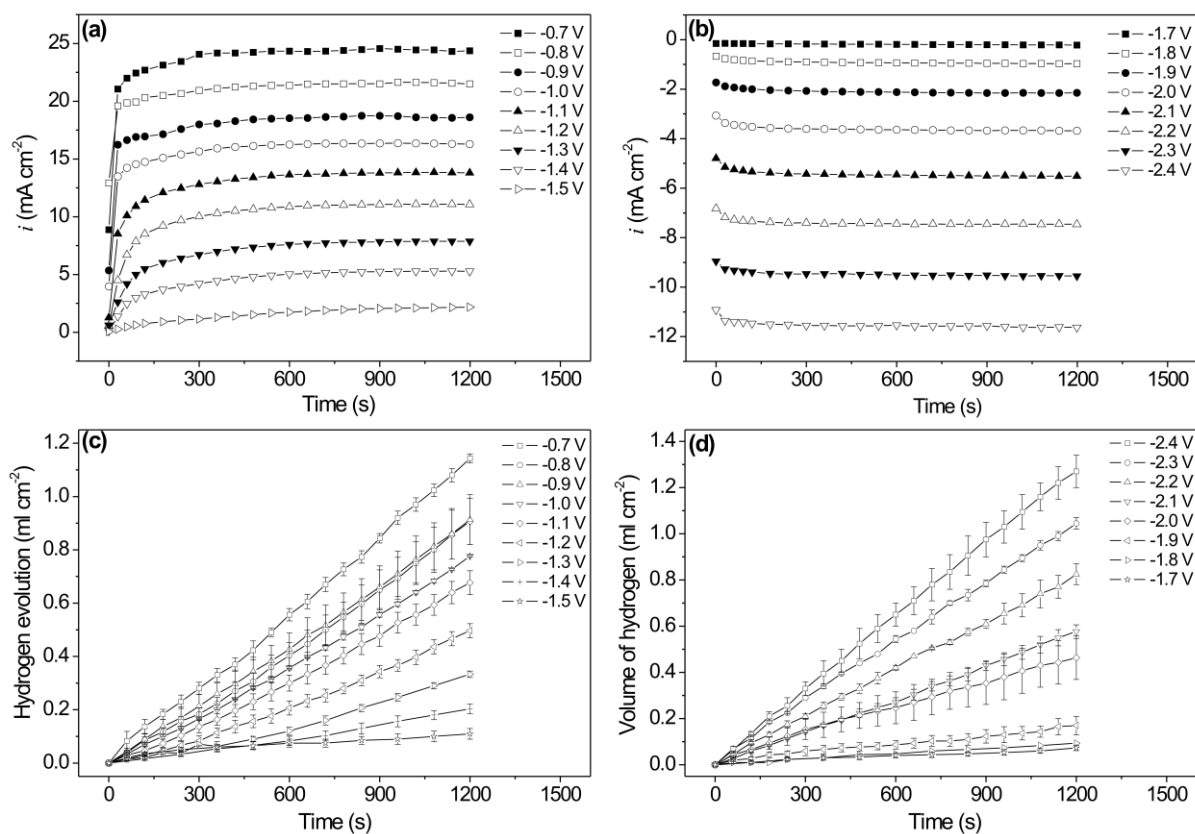 (a)
25
20
15
10
5
0
i (mA cm-2)
0 300 600 900 1200 1500
Time (s)
-0.7 V
-0.8 V
-0.9 V
-1.0 V
-1.1 V
-1.2 V
-1.3 V
-1.4 V
-1.5 V
(b)
0
-2
-4
-6
-8
-10
-12
i (mA cm-2)
0 300 600 900 1200 1500
Time (s)
-1.7 V
-1.8 V
-1.9 V
-2.0 V
-2.1 V
-2.2 V
-2.3 V
-2.4 V
(c)
1.2
1.0
0.8
0.6
0.4
0.2
0.0
Hydrogen evolution (ml cm-2)
0 300 600 900 1200 1500
Time (s)
-0.7 V
-0.8 V
-0.9 V
-1.0 V
-1.1 V
-1.2 V
-1.3 V
-1.4 V
-1.5 V
(d)
1.4
1.2
1.0
0.8
0.6
0.4
0.2
0.0
Volume of hydrogen (ml cm-2)
0 300 600 900 1200 1500
Time (s)
-2.4 V
-2.3 V
-2.2 V
-2.1 V
-2.0 V
-1.9 V
-1.8 V
-1.7 V